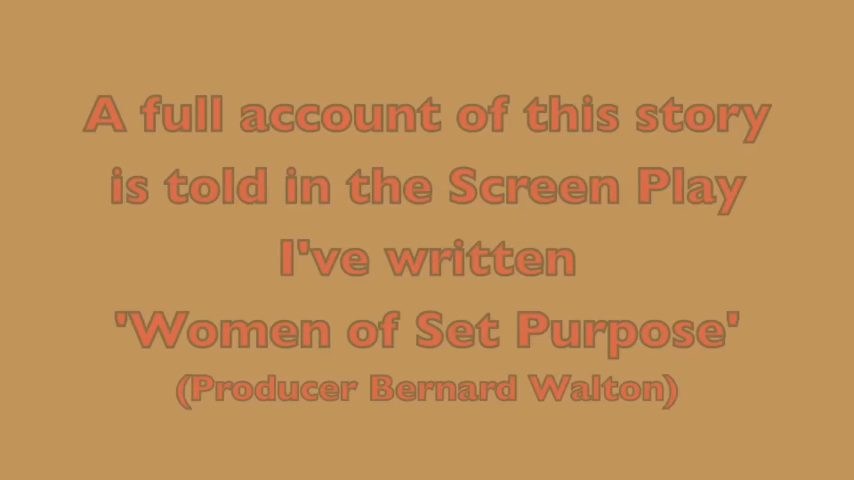 A full account of this story
is told in the Screen Play
I've written
'Women of Set Purpose'
(Producer Bernard Walton)